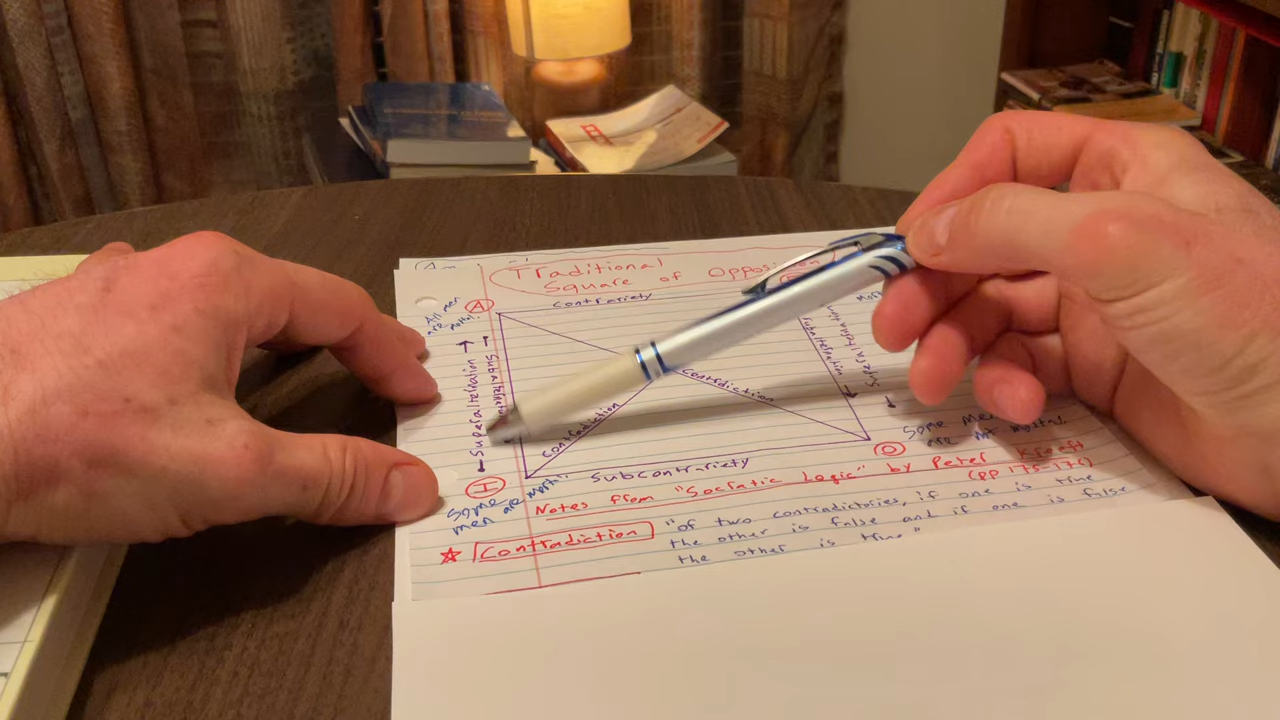 Traditional
Square of
Contrariety
A
All men
are mortal.
Superalternation
Subalternation
Subalternation
Superalternation
Contradiction
Contradiction
Some Men
are not mortal.
O
Subcontrariety
I
Some
men are mortal
Notes from "Socratic Logic" by Peter Kreeft
(pp 175-176)
Contradiction
"of two contradictories, if one is true
the other is false and if one is false
the other is true"